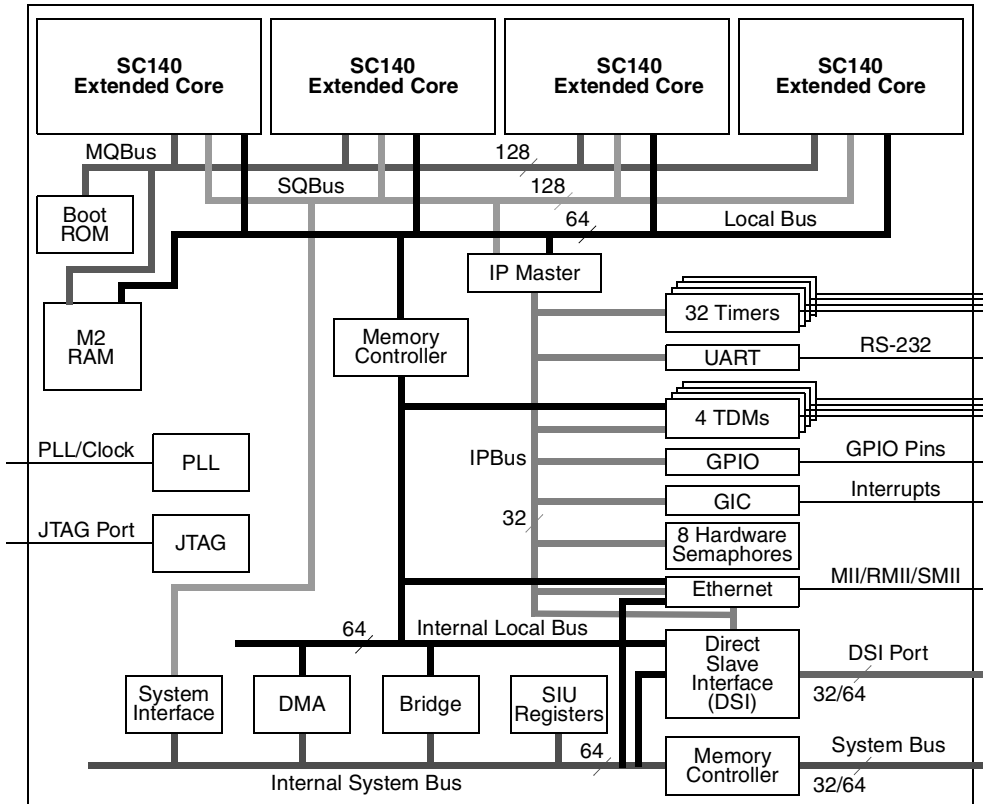 SC140
Extended Core
SC140
Extended Core
SC140
Extended Core
SC140
Extended Core
MQBus
128
SQBus
128
Boot
ROM
64
Local Bus
IP Master
M2
RAM
Memory
Controller
32 Timers
UART
RS-232
4 TDMs
PLL/Clock
PLL
IPBus
GPIO
GPIO Pins
GIC
Interrupts
32
JTAG Port
JTAG
8 Hardware
Semaphores
Ethernet
MII/RMII/SMII
64
Internal Local Bus
Direct
Slave
Interface
(DSI)
DSI Port
32/64
System
Interface
DMA
Bridge
SIU
Registers
64
Internal System Bus
Memory
Controller
System Bus
32/64